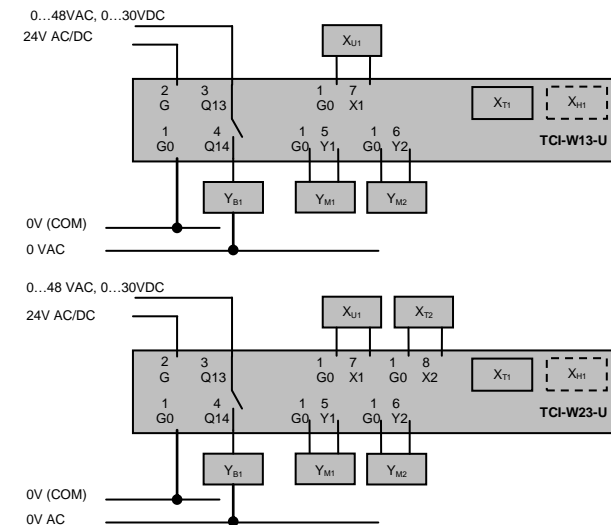 0…48VAC, 0…30VDC
24V AC/DC
XU1
2 3 1 7
G Q13 G0 X1
XT1 XH1
1 4 1 5 1 6
G0 Q14 G0 Y1 G0 Y2
TCI-W13-U
YB1 YM1 YM2
0V (COM)
0 VAC
0…48 VAC, 0…30VDC
24V AC/DC
XU1 XT2
2 3 1 7 1 8
G Q13 G0 X1 G0 X2
XT1 XH1
1 4 1 5 1 6
G0 Q14 G0 Y1 G0 Y2
TCI-W23-U
YB1 YM1 YM2
0V (COM)
0V AC